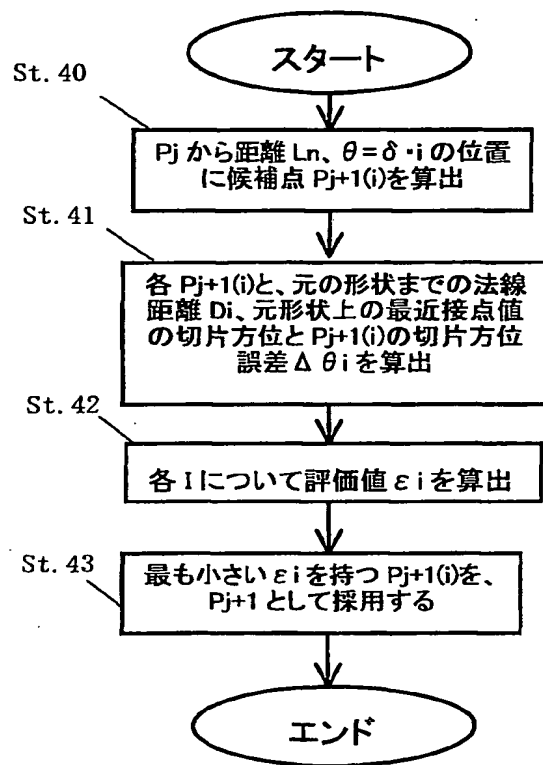 スタート
St. 40
Pj から距離 Ln、θ=δ・i の位置
に候補点 Pj+1(i)を算出
St. 41
各 Pj+1(i)と、元の形状までの法線
距離 Di、元形状上の最近接点値
の切片方位とPj+1(i)の切片方位
誤差Δ θiを算出
St. 42
各 I について評価値 εi を算出
St. 43
最も小さい εi を持つ Pj+1(i)を、
Pj+1 として採用する
エンド